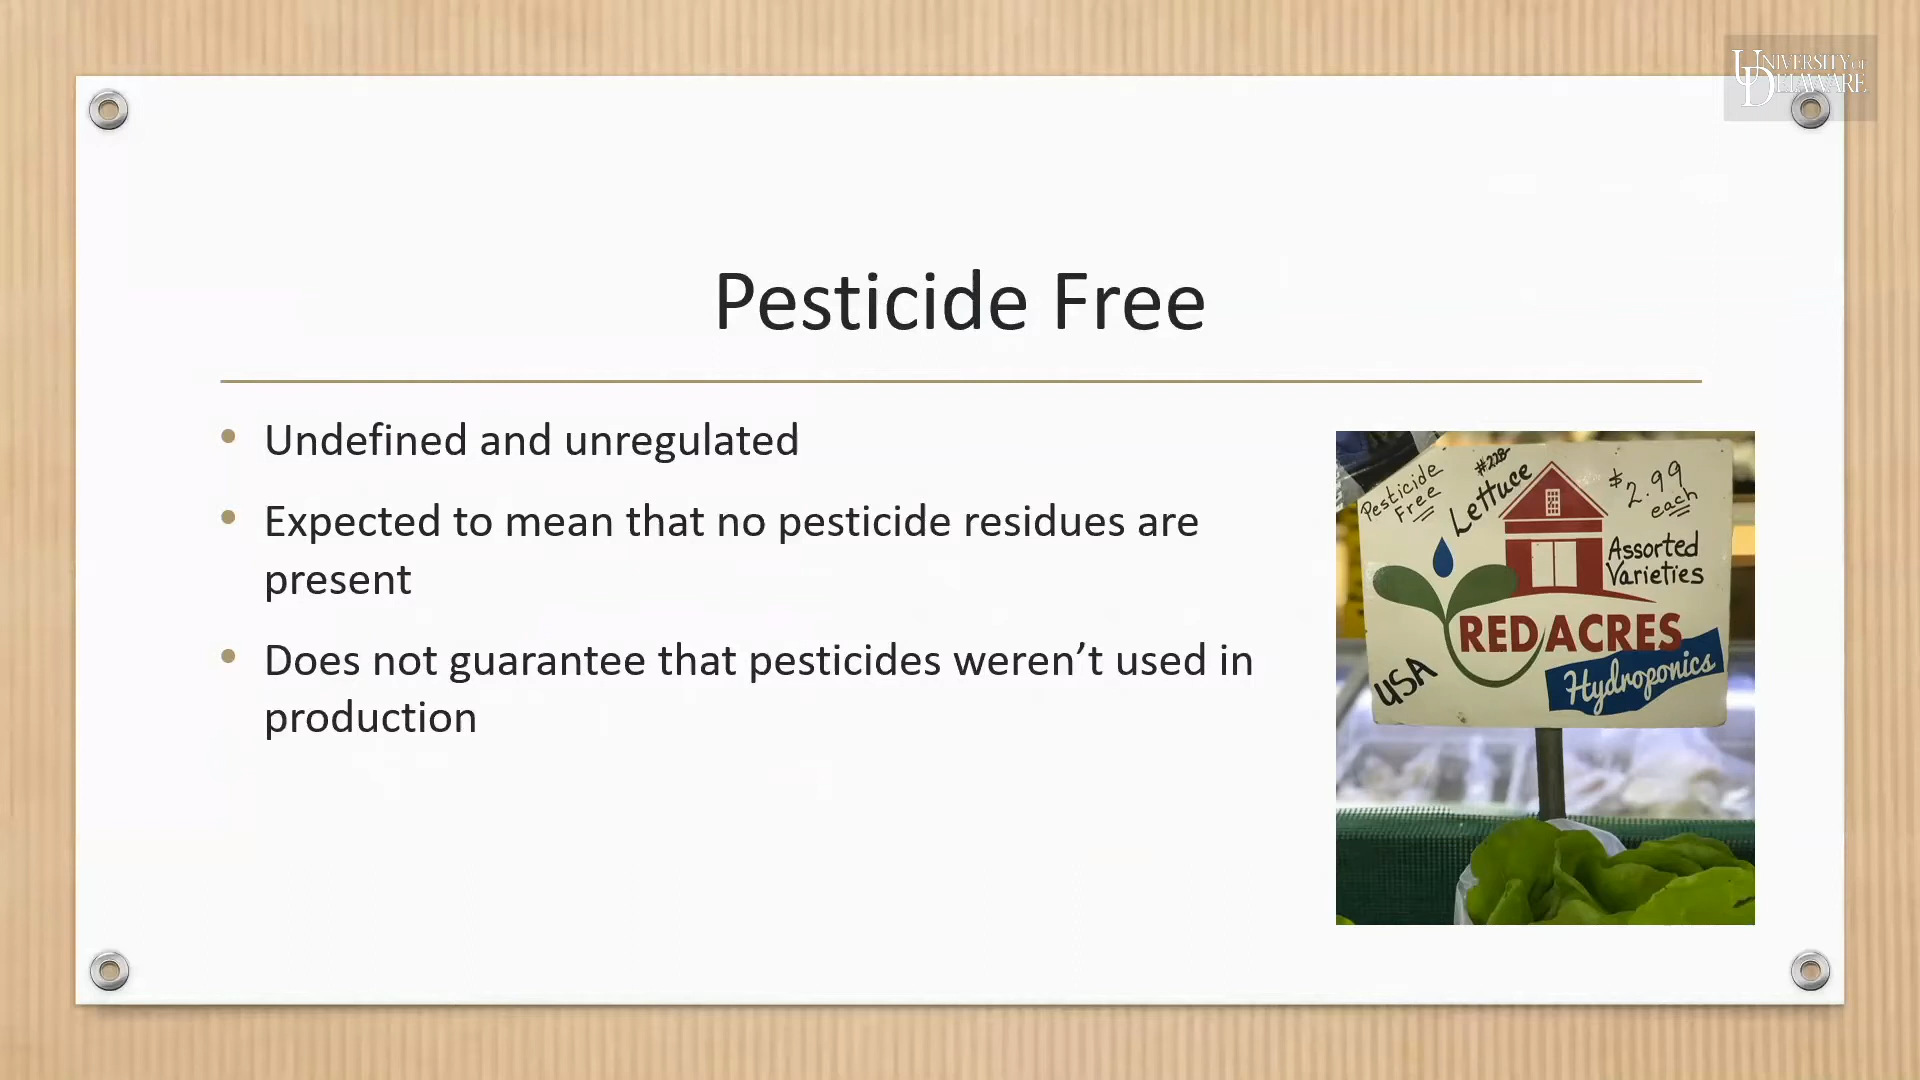 UNIVERSITY OF
DELAWARE
Pesticide Free
• Undefined and unregulated
• Expected to mean that no pesticide residues are
present
• Does not guarantee that pesticides weren’t used in
production
Pesticide
Free
#228
Lettuce
$2.99
each
Assorted
Varieties
RED ACRES
Hydroponics
USA